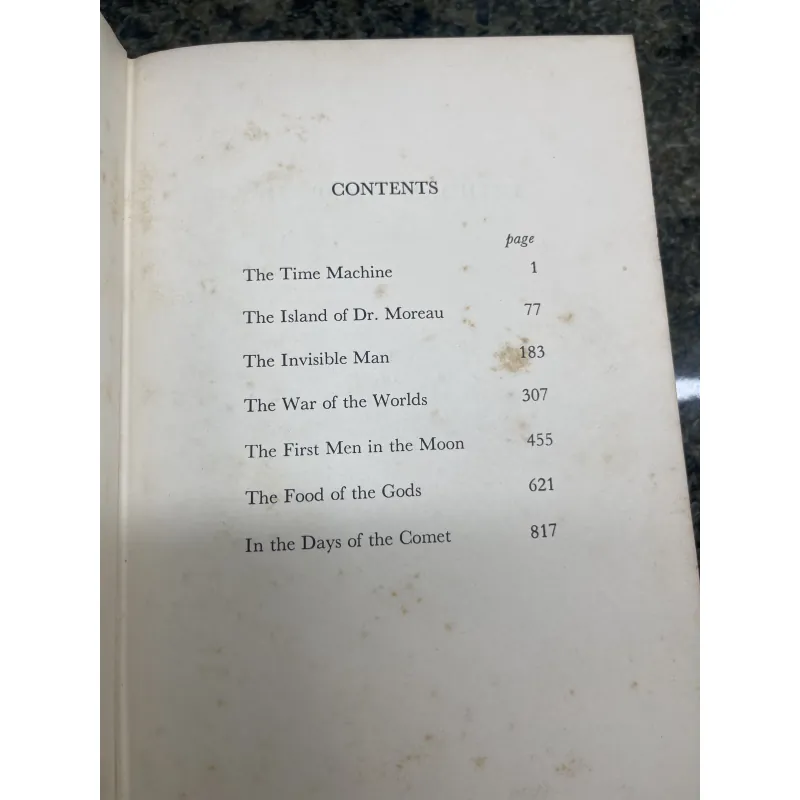 CONTENTS
page
The Time Machine 1
The Island of Dr. Moreau 77
The Invisible Man 183
The War of the Worlds 307
The First Men in the Moon 455
The Food of the Gods 621
In the Days of the Comet 817